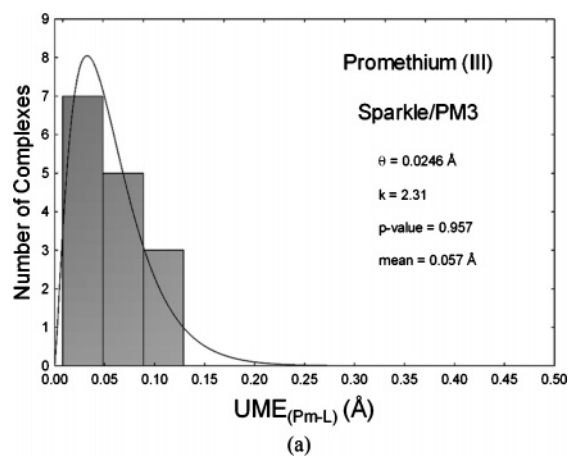 9
8
7
6
5
4
3
2
1
0
Number of Complexes
Promethium (III)
Sparkle/PM3
θ = 0.0246 Å
k = 2.31
p-value = 0.957
mean = 0.057 Å
0.00 0.05 0.10 0.15 0.20 0.25 0.30 0.35 0.40 0.45 0.50
UME(Pm-L) (Å)
(a)